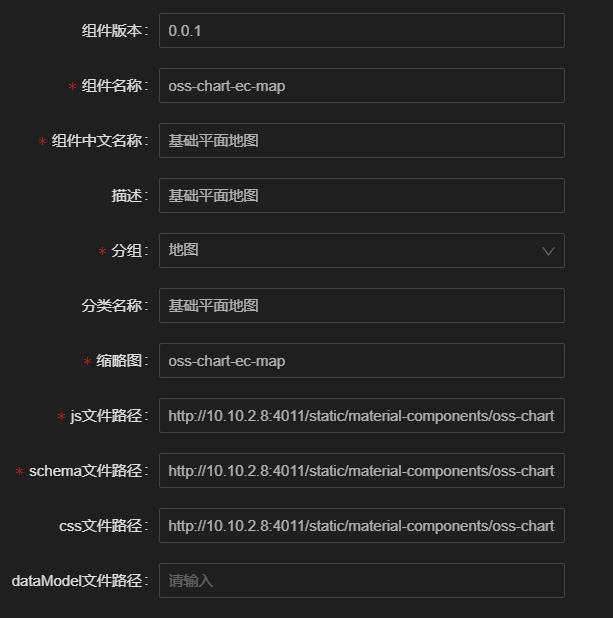 组件版本: 0.0.1
* 组件名称: oss-chart-ec-map
* 组件中文名称: 基础平面地图
描述: 基础平面地图
* 分组: 地图
分类名称: 基础平面地图
* 缩略图: oss-chart-ec-map
* js文件路径: http://10.10.2.8:4011/static/material-components/oss-chart
* schema文件路径: http://10.10.2.8:4011/static/material-components/oss-chart
css文件路径: http://10.10.2.8:4011/static/material-components/oss-chart
dataModel文件路径: 请输入